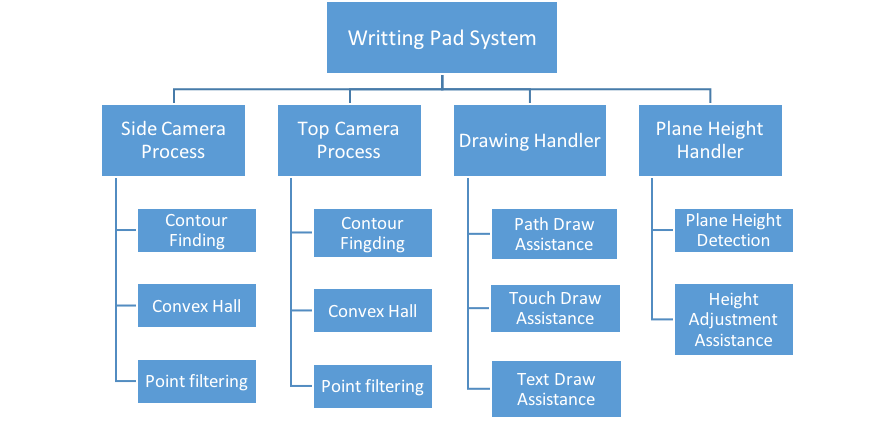 Writting Pad System
Side Camera
Process
Top Camera
Process
Drawing Handler
Plane Height
Handler
Contour
Finding
Convex Hall
Point filtering
Contour
Fingding
Convex Hall
Point filtering
Path Draw
Assistance
Touch Draw
Assistance
Text Draw
Assistance
Plane Height
Detection
Height
Adjustment
Assistance